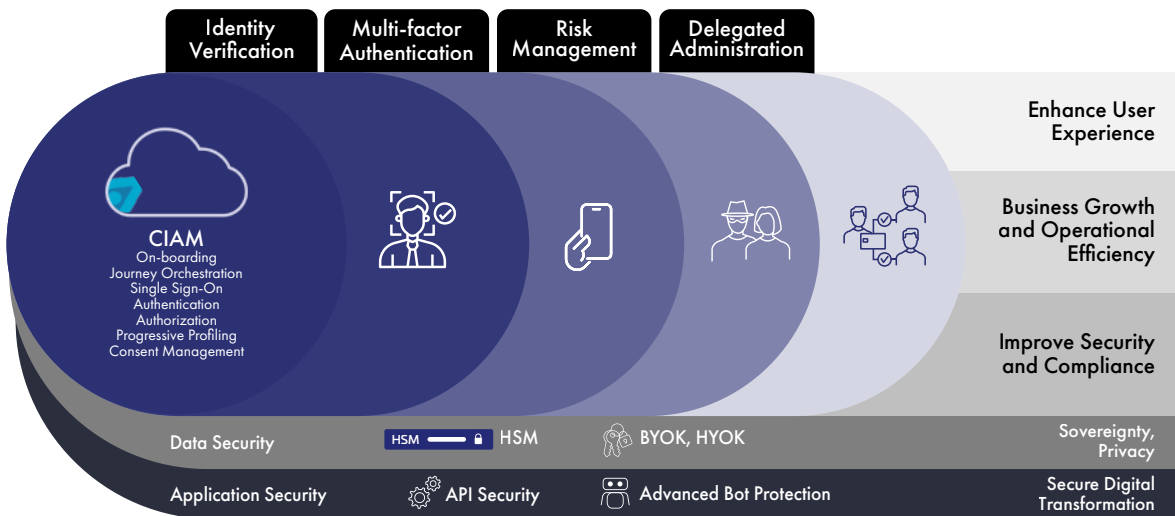 Identity
Verification
Multi-factor
Authentication
Risk
Management
Delegated
Administration
CIAM
On-boarding
Journey Orchestration
Single Sign-On
Authentication
Authorization
Progressive Profiling
Consent Management
Enhance User
Experience
Business Growth
and Operational
Efficiency
Improve Security
and Compliance
Data Security
HSM
HSM
BYOK, HYOK
Sovereignty,
Privacy
Application Security
API Security
Advanced Bot Protection
Secure Digital
Transformation